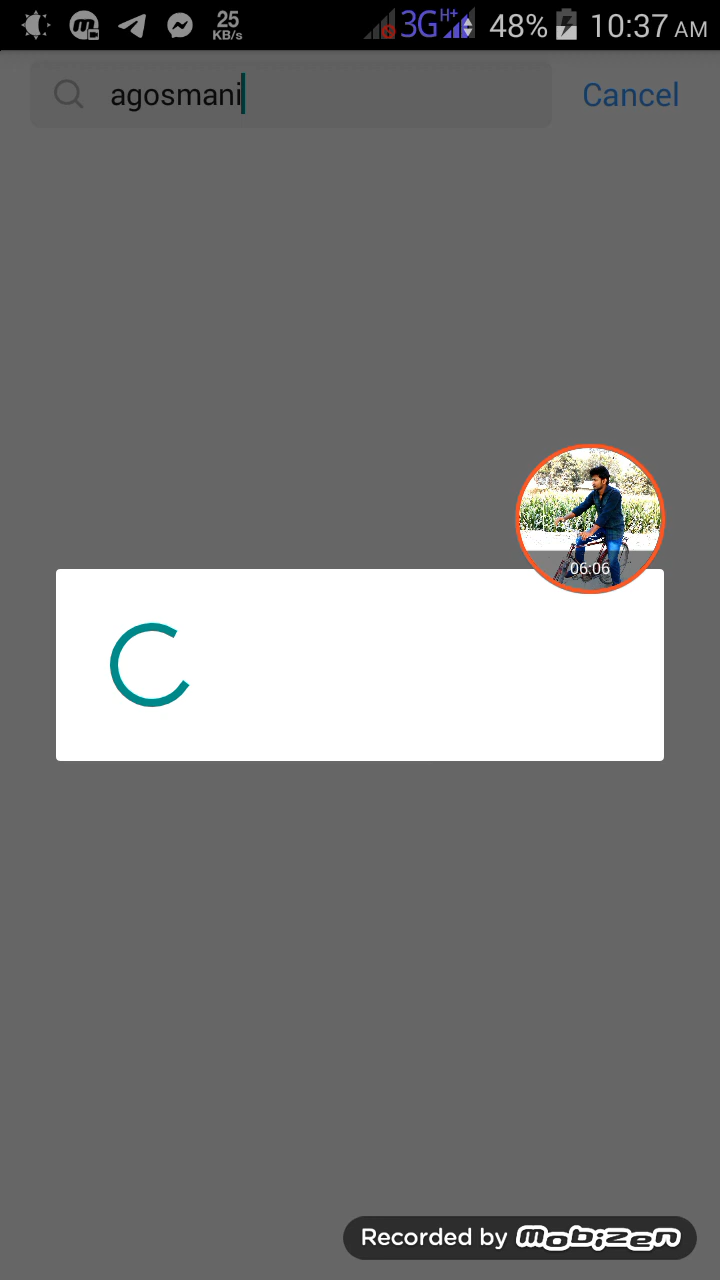 25
KB/s
3G H+ 48% 10:37 AM
agosmani
Cancel
06:06
Recorded by mobizen